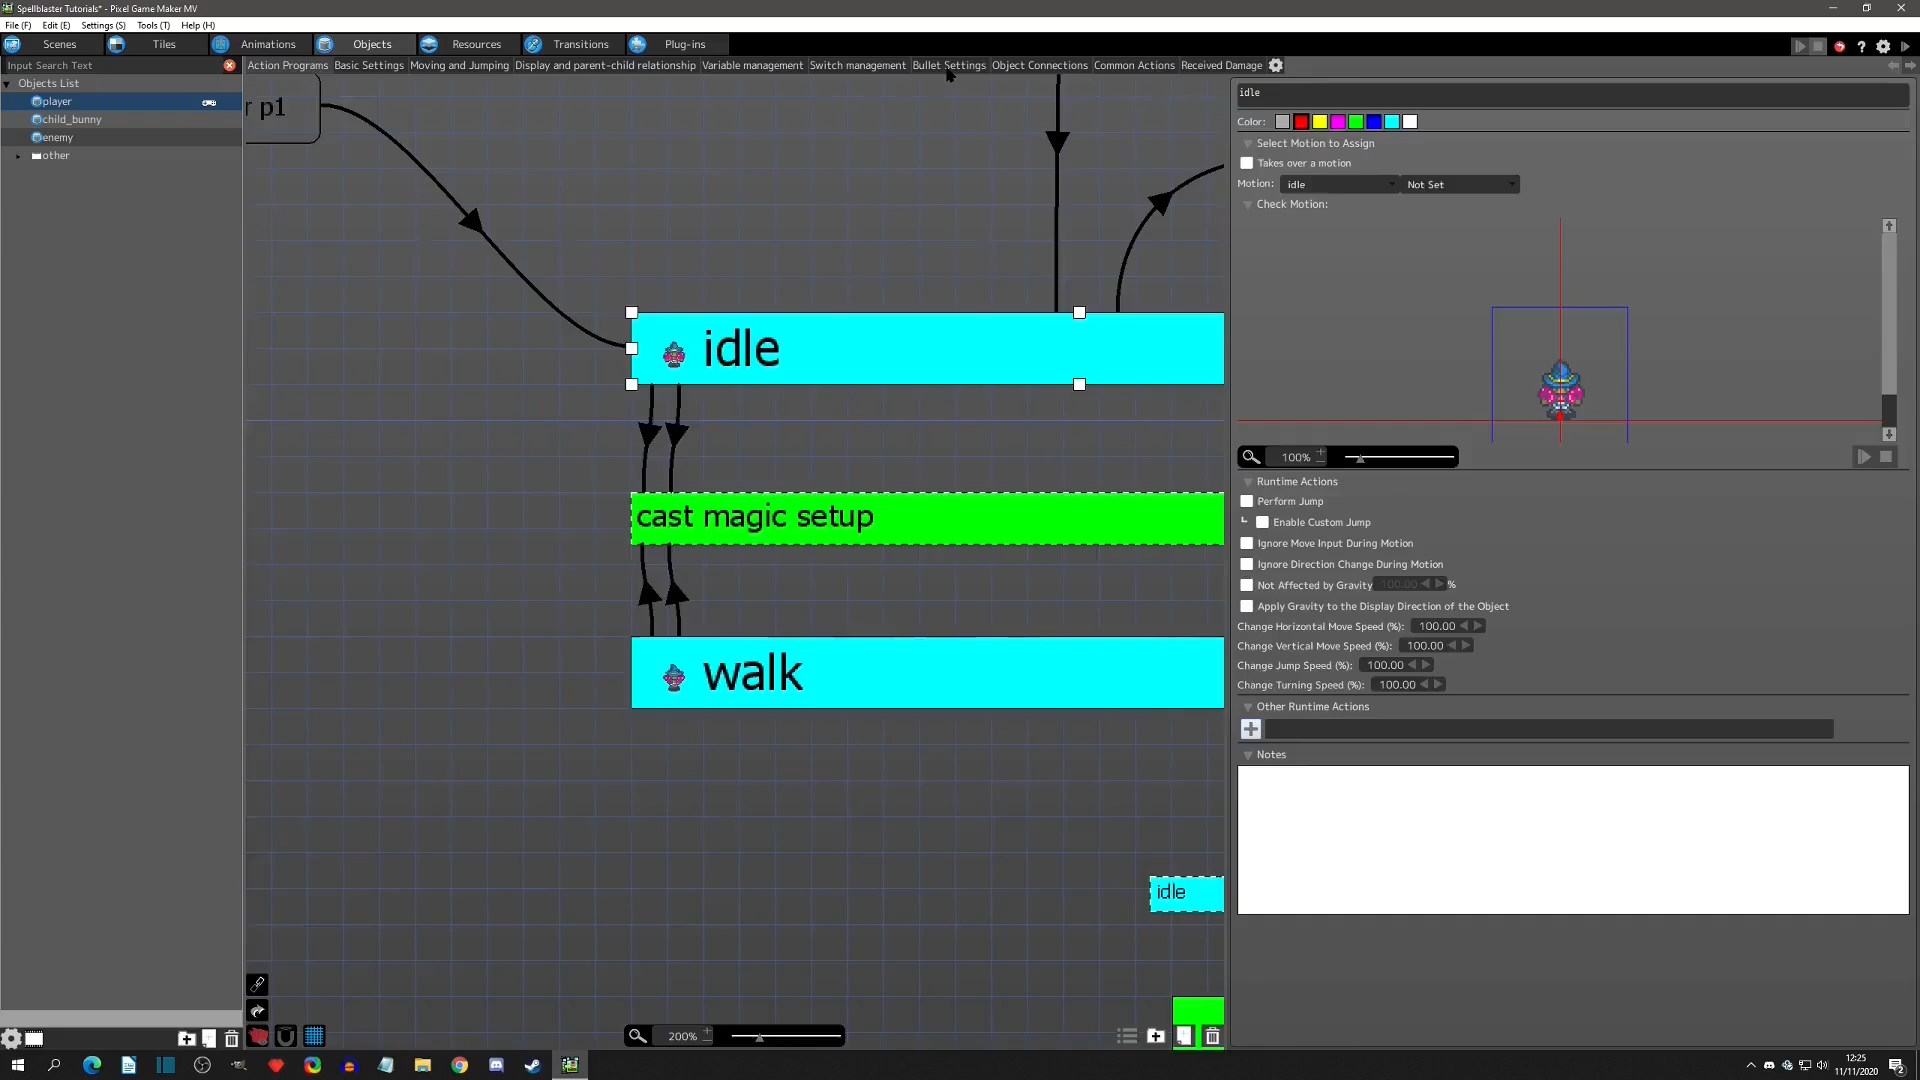 Spellblaster Tutorials* - Pixel Game Maker MV
File (F) Edit (E) Settings (S) Tools (T) Help (H)
Scenes Tiles Animations Objects Resources Transitions Plug-ins
Input Search Text
Action Programs Basic Settings Moving and Jumping Display and parent-child relationship Variable management Switch management Bullet Settings Object Connections Common Actions Received Damage
Objects List
player
child_bunny
enemy
other
r p1
idle
cast magic setup
walk
idle
200%
idle
Color:
Select Motion to Assign
Takes over a motion
Motion: idle Not Set
Check Motion:
100%
Runtime Actions
Perform Jump
Enable Custom Jump
Ignore Move Input During Motion
Ignore Direction Change During Motion
Not Affected by Gravity 100.00 %
Apply Gravity to the Display Direction of the Object
Change Horizontal Move Speed (%): 100.00
Change Vertical Move Speed (%): 100.00
Change Jump Speed (%): 100.00
Change Turning Speed (%): 100.00
Other Runtime Actions
Notes
12:25
11/11/2020
2